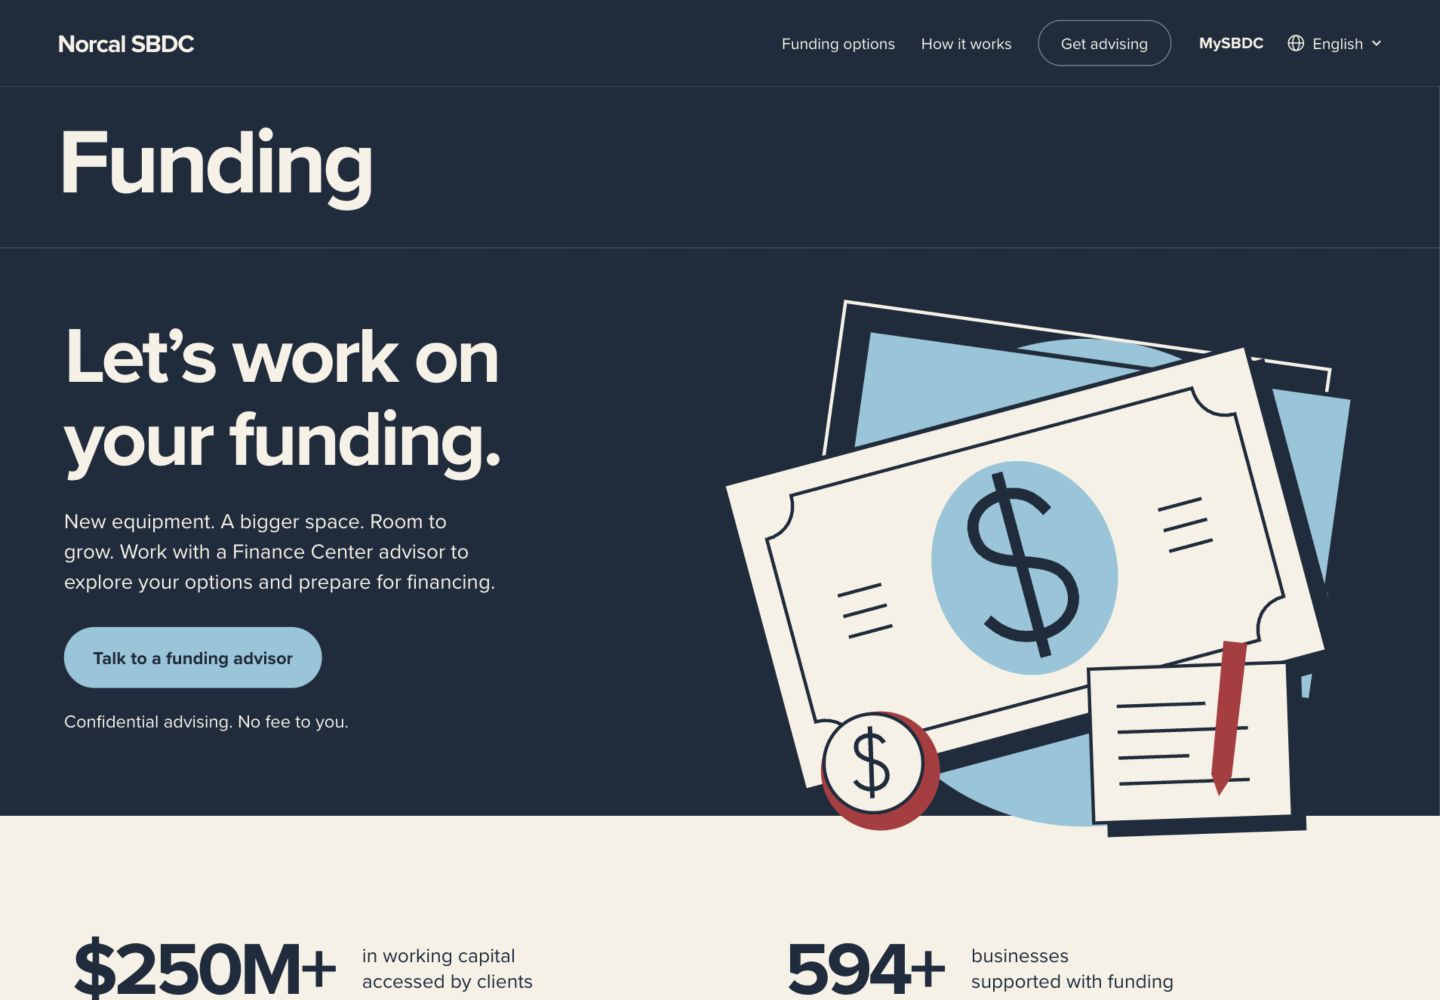 Norcal SBDC
Funding options
How it works
Get advising
MySBDC
English
Funding
Let’s work on
your funding.
New equipment. A bigger space. Room to
grow. Work with a Finance Center advisor to
explore your options and prepare for financing.
Talk to a funding advisor
Confidential advising. No fee to you.
$
$
$250M+
in working capital
accessed by clients
594+
businesses
supported with funding